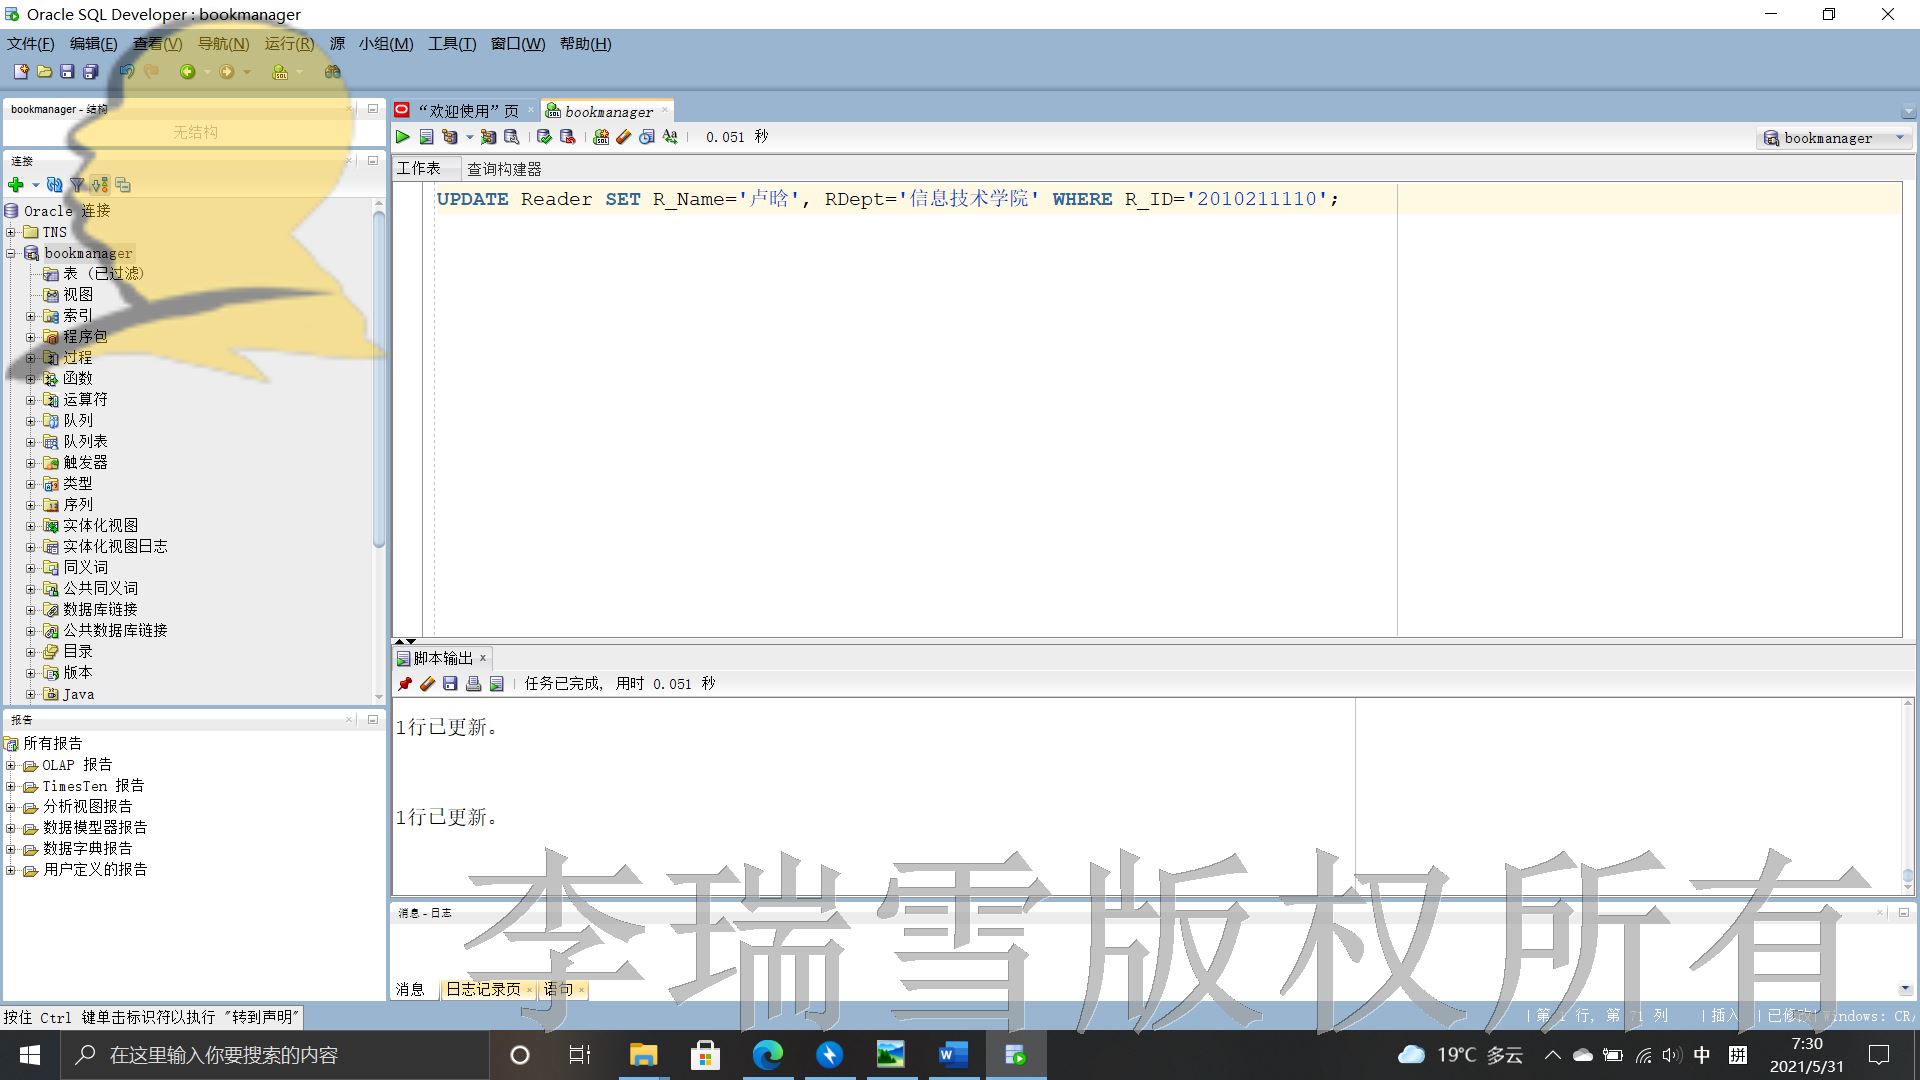 Oracle SQL Developer : bookmanager
文件(F) 编辑(E) 查看(V) 导航(N) 运行(R) 源 小组(M) 工具(T) 窗口(W) 帮助(H)
bookmanager - 结构
无结构
连接
Oracle 连接
TNS
bookmanager
表 (已过滤)
视图
索引
程序包
过程
函数
运算符
队列
队列表
触发器
类型
序列
实体化视图
实体化视图日志
同义词
公共同义词
数据库链接
公共数据库链接
目录
版本
Java
报告
所有报告
OLAP 报告
TimesTen 报告
分析视图报告
数据模型器报告
数据字典报告
用户定义的报告
“欢迎使用”页 bookmanager
0.051 秒
bookmanager
工作表 查询构建器
UPDATE Reader SET R_Name='卢晗', RDept='信息技术学院' WHERE R_ID='2010211110';
脚本输出
任务已完成, 用时 0.051 秒
1行已更新。
1行已更新。
李瑞雪版权所有
消息 - 日志
消息 日志记录页 语句
按住 Ctrl 键单击标识符以执行 "转到声明"
第 1 行, 第 71 列 插入 已修改 Windows: CR/
在这里输入你要搜索的内容
19°C 多云
中
拼
7:30
2021/5/31